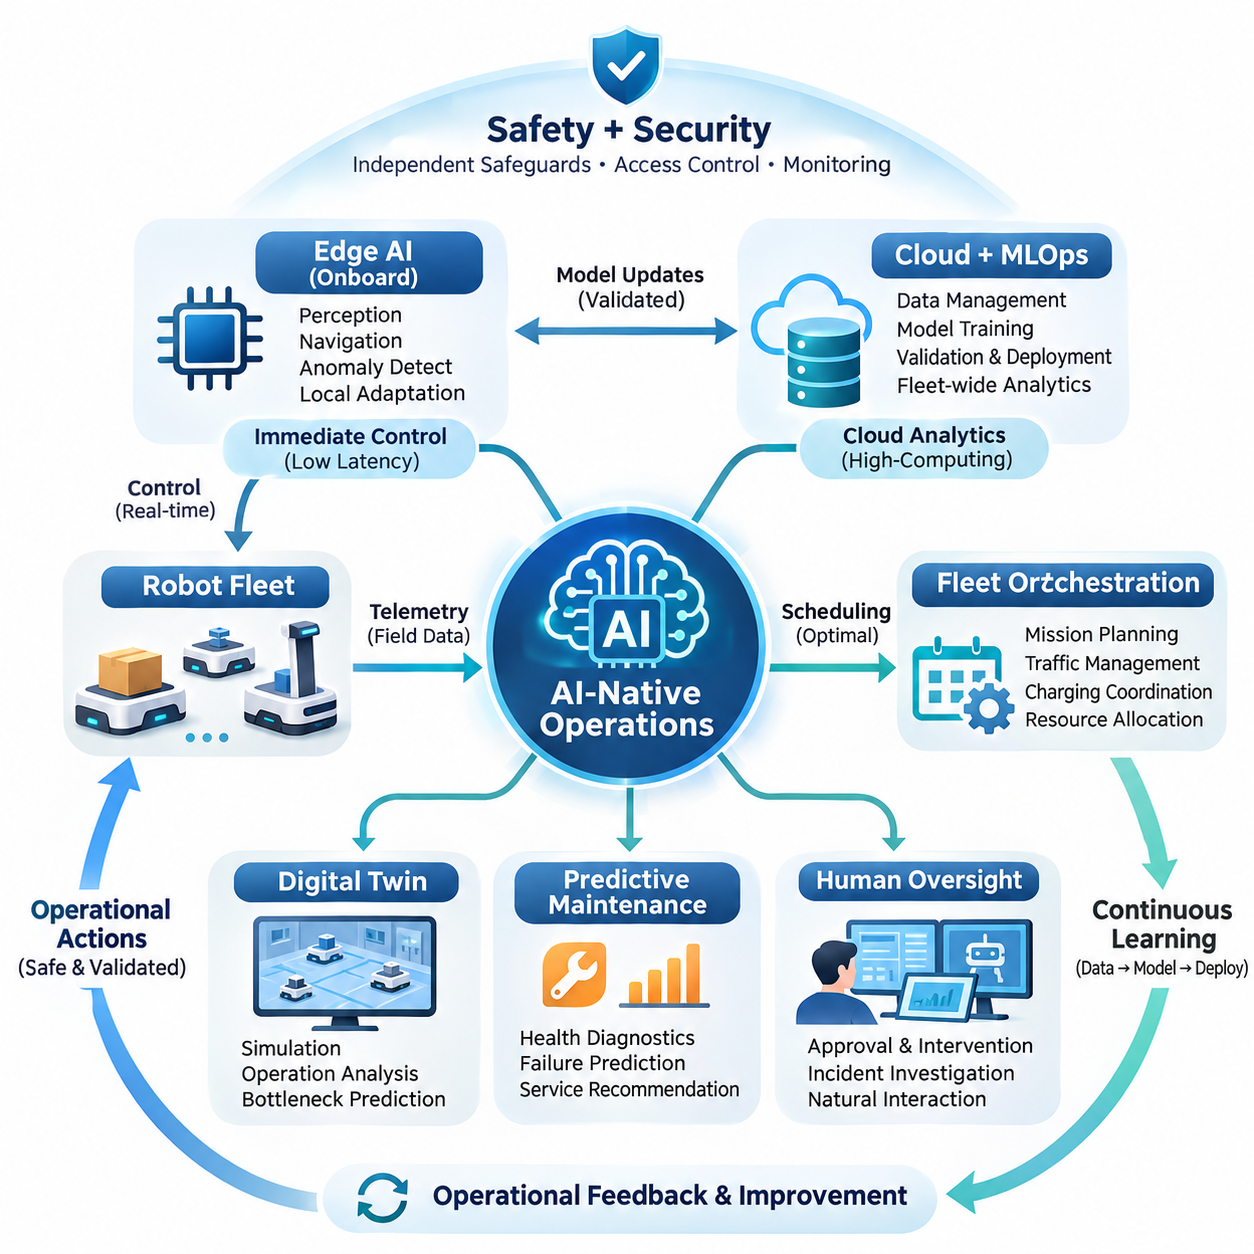 Safety + Security
Independent Safeguards • Access Control • Monitoring
Edge AI
(Onboard)
Perception
Navigation
Anomaly Detect
Local Adaptation
Immediate Control
(Low Latency)
Model Updates
(Validated)
Cloud + MLOps
Data Management
Model Training
Validation & Deployment
Fleet-wide Analytics
Cloud Analytics
(High-Computing)
Control
(Real-time)
Robot Fleet
Telemetry
(Field Data)
AI
AI-Native
Operations
Scheduling
(Optimal)
Fleet Ortchestration
Mission Planning
Traffic Management
Charging Coordination
Resource Allocation
Operational
Actions
(Safe & Validated)
Digital Twin
Simulation
Operation Analysis
Bottleneck Prediction
Predictive
Maintenance
Health Diagnostics
Failure Prediction
Service Recommendation
Human Oversight
Approval & Intervention
Incident Investigation
Natural Interaction
Continuous
Learning
(Data → Model → Deploy)
Operational Feedback & Improvement